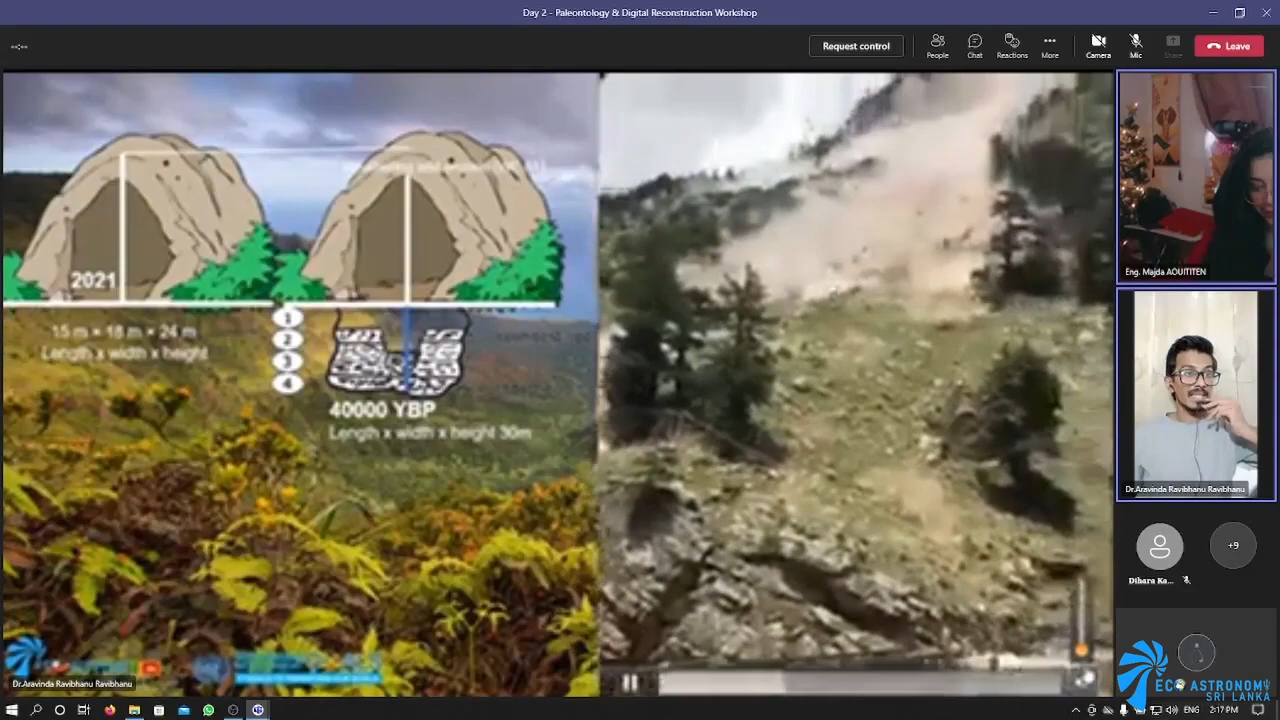 Day 2 - Paleontology & Digital Reconstruction Workshop
Request control
People
Chat
Reactions
More
Camera
Mic
Share
Leave
2021
15 m × 18 m × 24 m
Length x width x height
1
2
3
4
40000 YBP
Length x width x height 30m
Eng. Majda AOUITITEN
Dr.Aravinda Ravibhanu Ravibhanu
+9
Dihara Ka...
Dr.Aravinda Ravibhanu Ravibhanu
ECO ASTRONOMY
SRI LANKA
ENG
2:17 PM